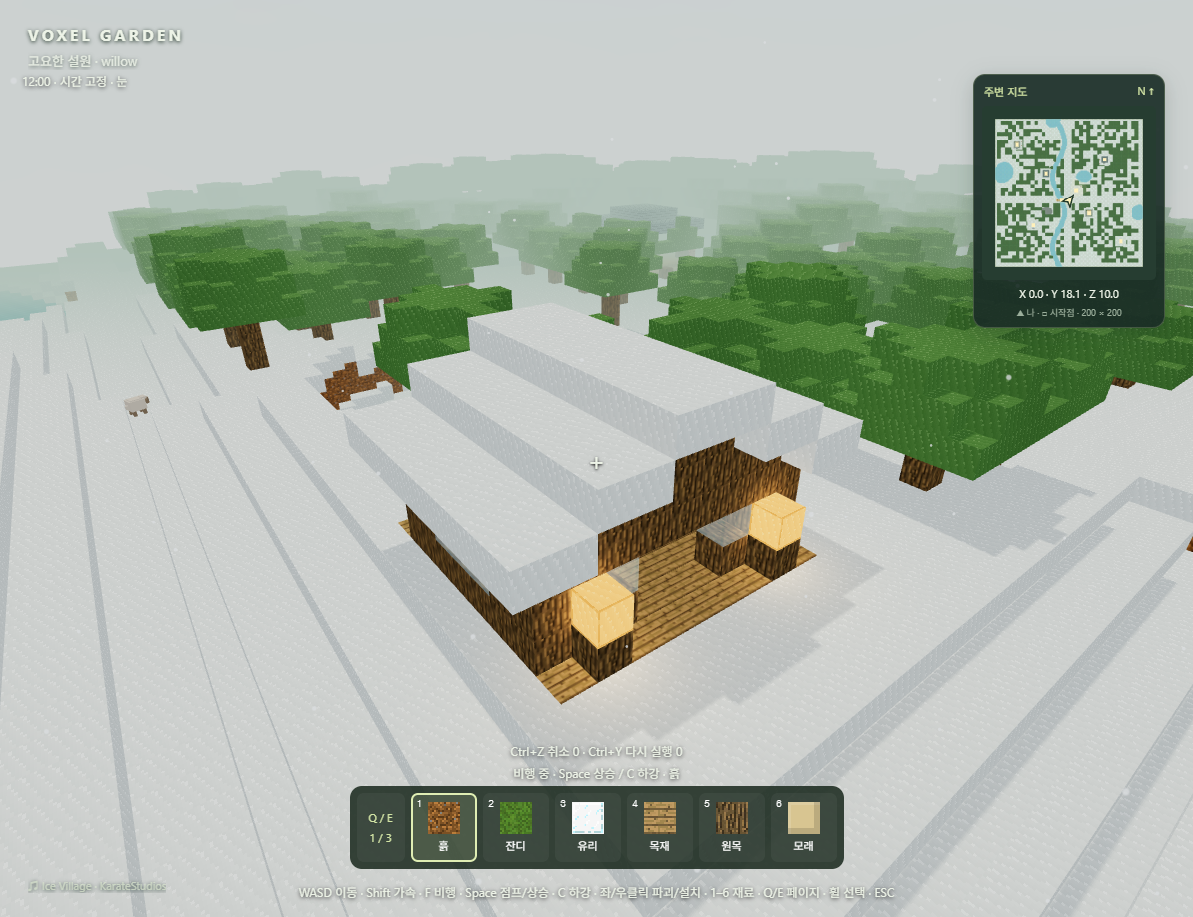 VOXEL GARDEN
고요한 설원 · willow
12:00 · 시간 고정 · 눈
주변 지도 N ↑
X 0.0 · Y 18.1 · Z 10.0
▲ 나 · □ 시작점 · 200 × 200
Ctrl+Z 취소 0 · Ctrl+Y 다시 실행 0
비행 중 · Space 상승 / C 하강 · 흙
Q / E
1 / 3
1 2 3 4 5 6
흙 잔디 유리 목재 원목 모래
♫ Ice Village · KarateStudios
WASD 이동 · Shift 가속 · F 비행 · Space 점프/상승 · C 하강 · 좌/우클릭 파괴/설치 · 1–6 재료 · Q/E 페이지 · 휠 선택 · ESC